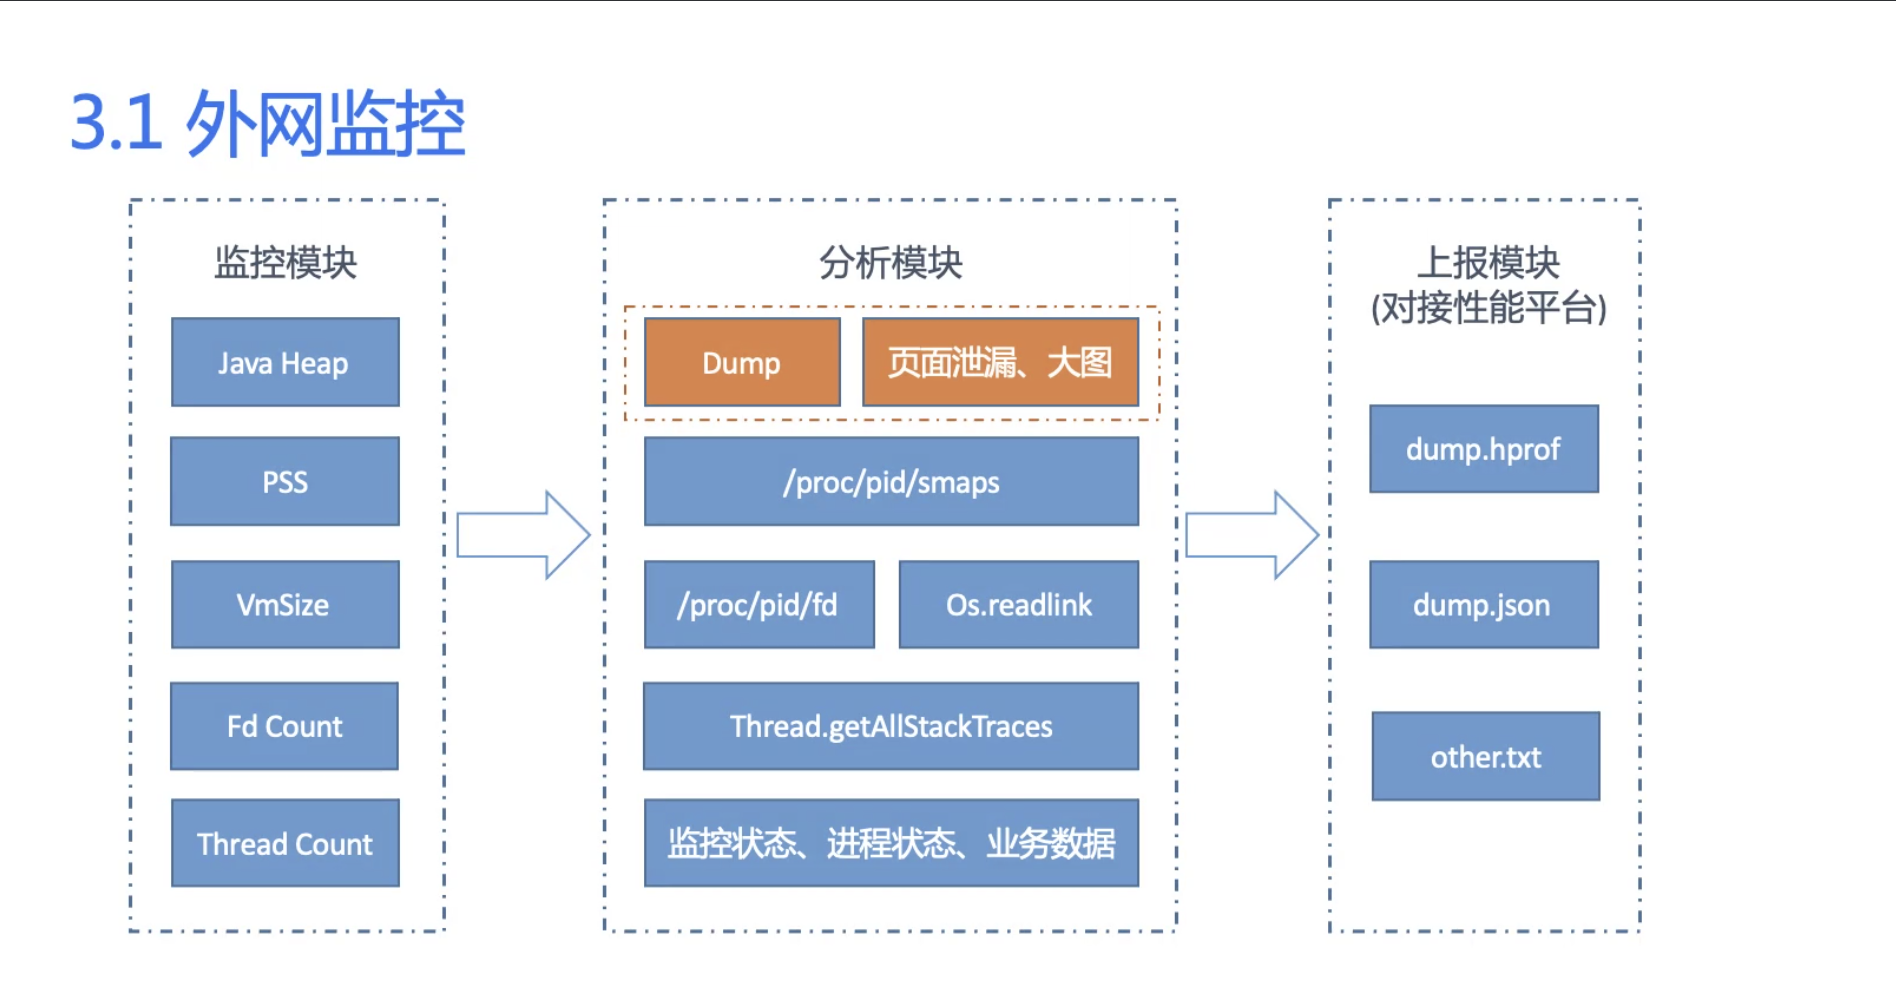 3.1 外网监控
监控模块
Java Heap
PSS
VmSize
Fd Count
Thread Count
分析模块
Dump
页面泄漏、大图
/proc/pid/smaps
/proc/pid/fd
Os.readlink
Thread.getAllStackTraces
监控状态、进程状态、业务数据
上报模块
(对接性能平台)
dump.hprof
dump.json
other.txt